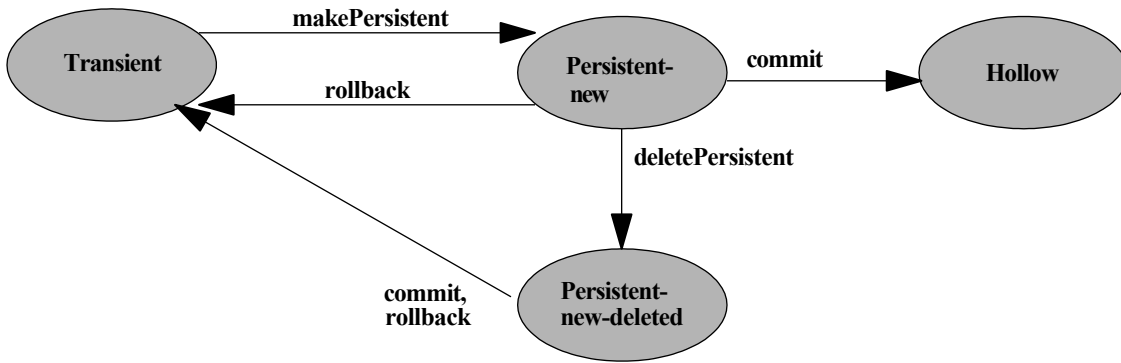 makePersistent
Transient
Persistent-
new
commit
Hollow
rollback
deletePersistent
commit,
rollback
Persistent-
new-deleted